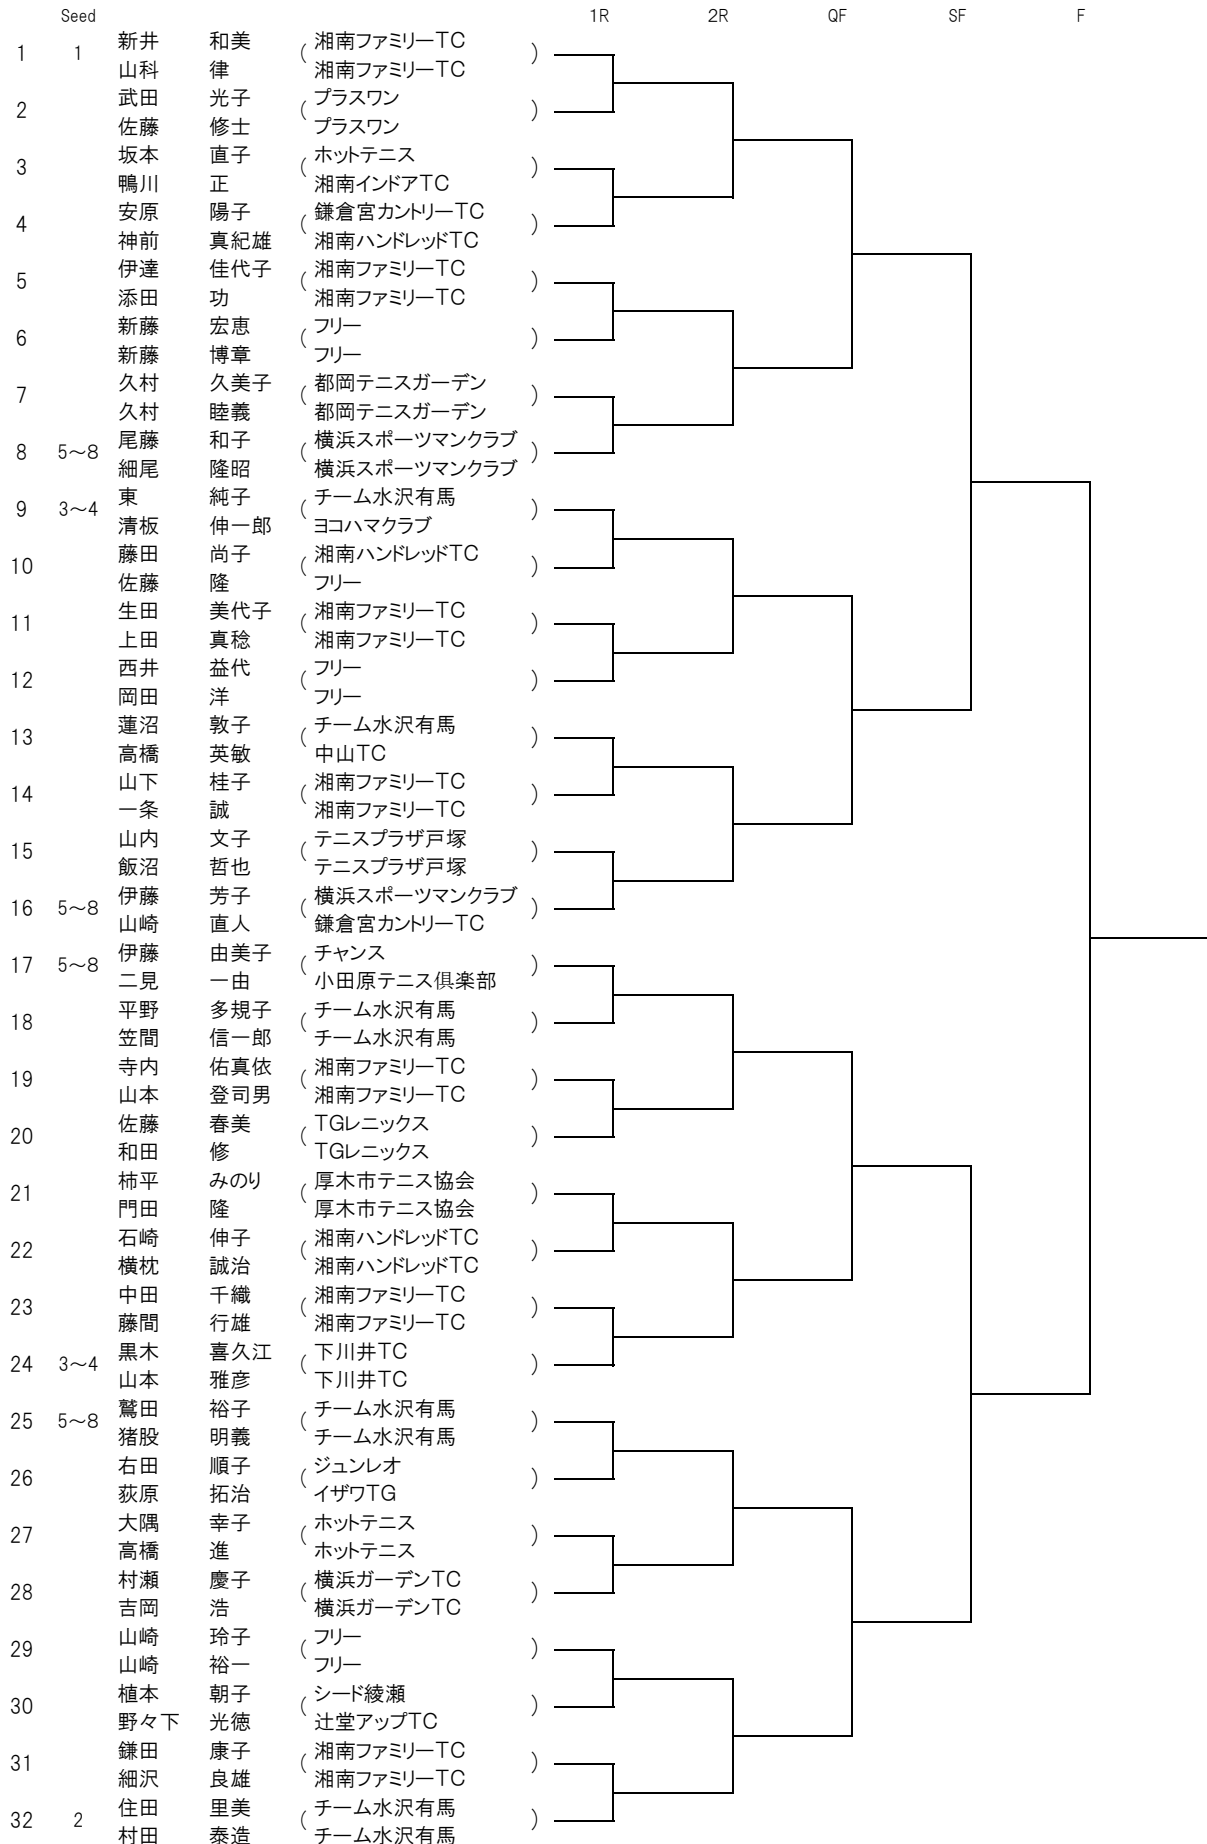 Seed 1R 2R QF SF F
新井 和美 ( 湘南ファミリーTC )
1 1
山科 律 湘南ファミリーTC
武田 光子 ( プラスワン )
2
佐藤 修士 プラスワン
坂本 直子 ( ホットテニス )
3
鴨川 正 湘南インドアTC
安原 陽子 ( 鎌倉宮カントリーTC )
4
神前 真紀雄 湘南ハンドレッドTC
伊達 佳代子 ( 湘南ファミリーTC )
5
添田 功 湘南ファミリーTC
新藤 宏恵 ( フリー )
6
新藤 博章 フリー
久村 久美子 ( 都岡テニスガーデン )
7
久村 睦義 都岡テニスガーデン
尾藤 和子 ( 横浜スポーツマンクラブ )
8 5～8
細尾 隆昭 横浜スポーツマンクラブ
東 純子 ( チーム水沢有馬 )
9 3～4
清板 伸一郎 ヨコハマクラブ
藤田 尚子 ( 湘南ハンドレッドTC )
10
佐藤 隆 フリー
生田 美代子 ( 湘南ファミリーTC )
11
上田 真稔 湘南ファミリーTC
西井 益代 ( フリー )
12
岡田 洋 フリー
蓮沼 敦子 ( チーム水沢有馬 )
13
高橋 英敏 中山TC
山下 桂子 ( 湘南ファミリーTC )
14
一条 誠 湘南ファミリーTC
山内 文子 ( テニスプラザ戸塚 )
15
飯沼 哲也 テニスプラザ戸塚
伊藤 芳子 ( 横浜スポーツマンクラブ )
16 5～8
山崎 直人 鎌倉宮カントリーTC
伊藤 由美子 ( チャンス )
17 5～8
二見 一由 小田原テニス倶楽部
平野 多規子 ( チーム水沢有馬 )
18
笠間 信一郎 チーム水沢有馬
寺内 佑真依 ( 湘南ファミリーTC )
19
山本 登司男 湘南ファミリーTC
佐藤 春美 ( TGレニックス )
20
和田 修 TGレニックス
柿平 みのり ( 厚木市テニス協会 )
21
門田 隆 厚木市テニス協会
石崎 伸子 ( 湘南ハンドレッドTC )
22
横枕 誠治 湘南ハンドレッドTC
中田 千織 ( 湘南ファミリーTC )
23
藤間 行雄 湘南ファミリーTC
黒木 喜久江 ( 下川井TC )
24 3～4
山本 雅彦 下川井TC
鷲田 裕子 ( チーム水沢有馬 )
25 5～8
猪股 明義 チーム水沢有馬
右田 順子 ( ジュンレオ )
26
荻原 拓治 イザワTG
大隅 幸子 ( ホットテニス )
27
高橋 進 ホットテニス
村瀬 慶子 ( 横浜ガーデンTC )
28
吉岡 浩 横浜ガーデンTC
山崎 玲子 ( フリー )
29
山崎 裕一 フリー
植本 朝子 ( シード綾瀬 )
30
野々下 光徳 辻堂アップTC
鎌田 康子 ( 湘南ファミリーTC )
31
細沢 良雄 湘南ファミリーTC
住田 里美 ( チーム水沢有馬 )
32 2
村田 泰造 チーム水沢有馬